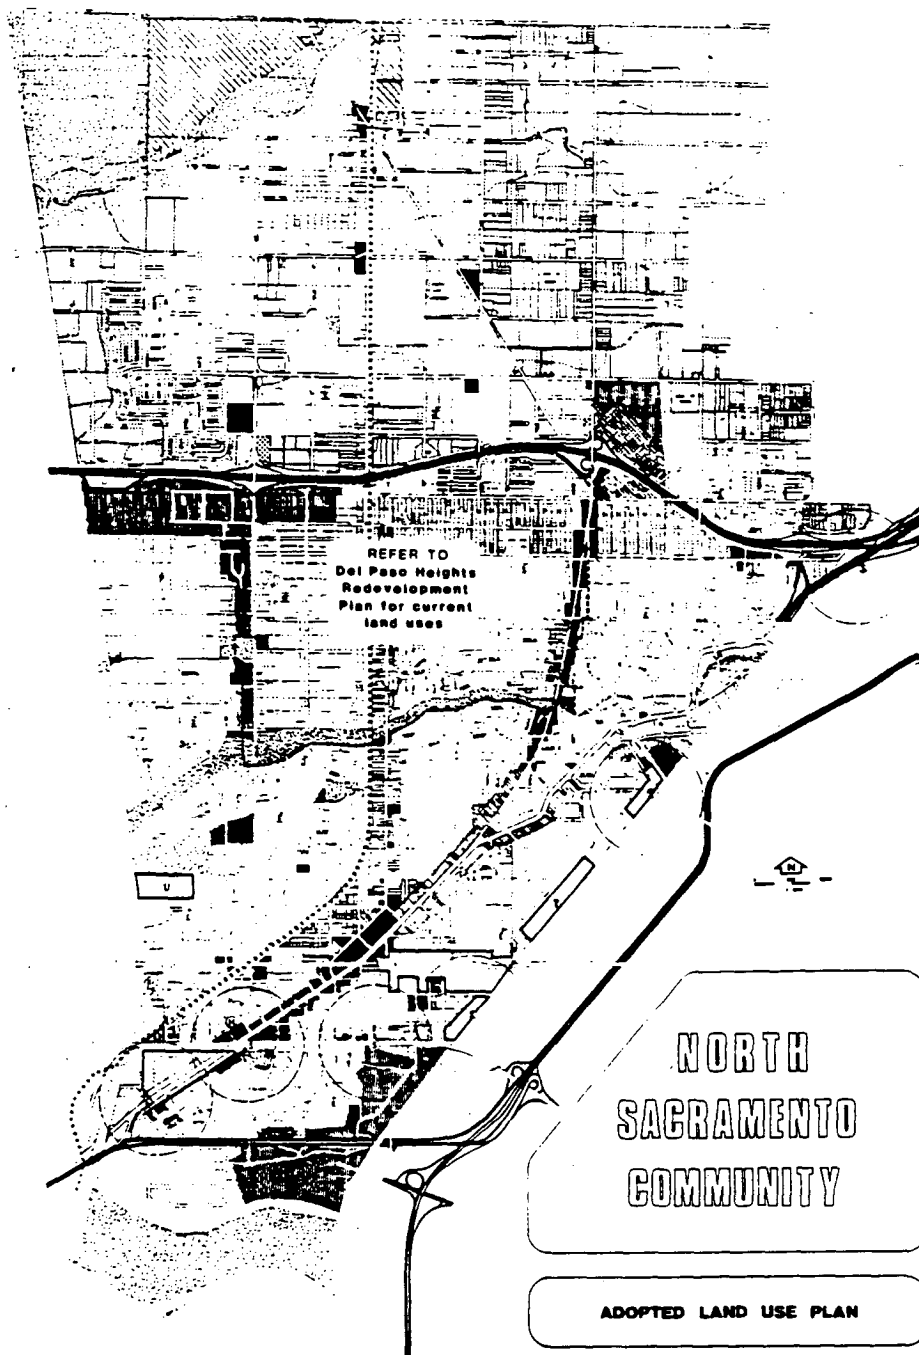 REFER TO
Del Paso Heights
Redevelopment
Plan for current
land uses
U
N
NORTH
SACRAMENTO
COMMUNITY
ADOPTED LAND USE PLAN